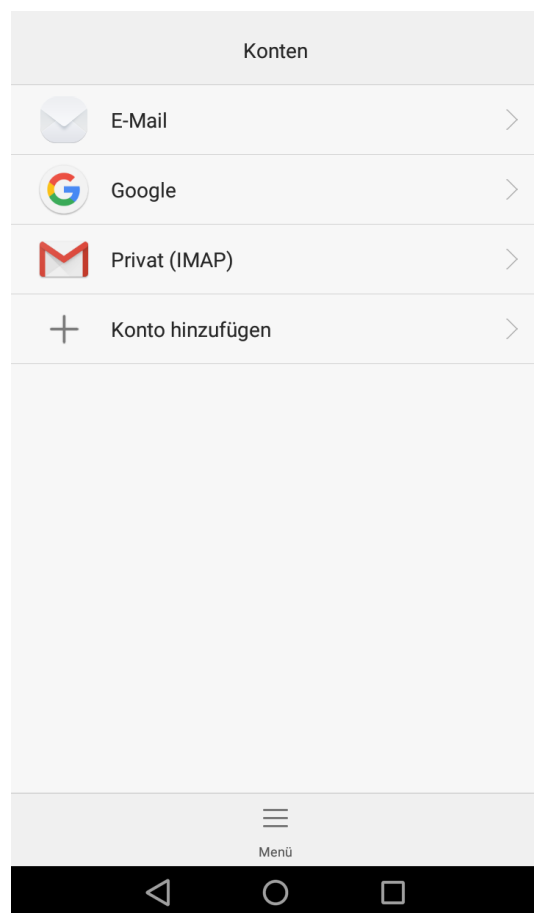 Konten
E-Mail
Google
Privat (IMAP)
Konto hinzufügen
Menü